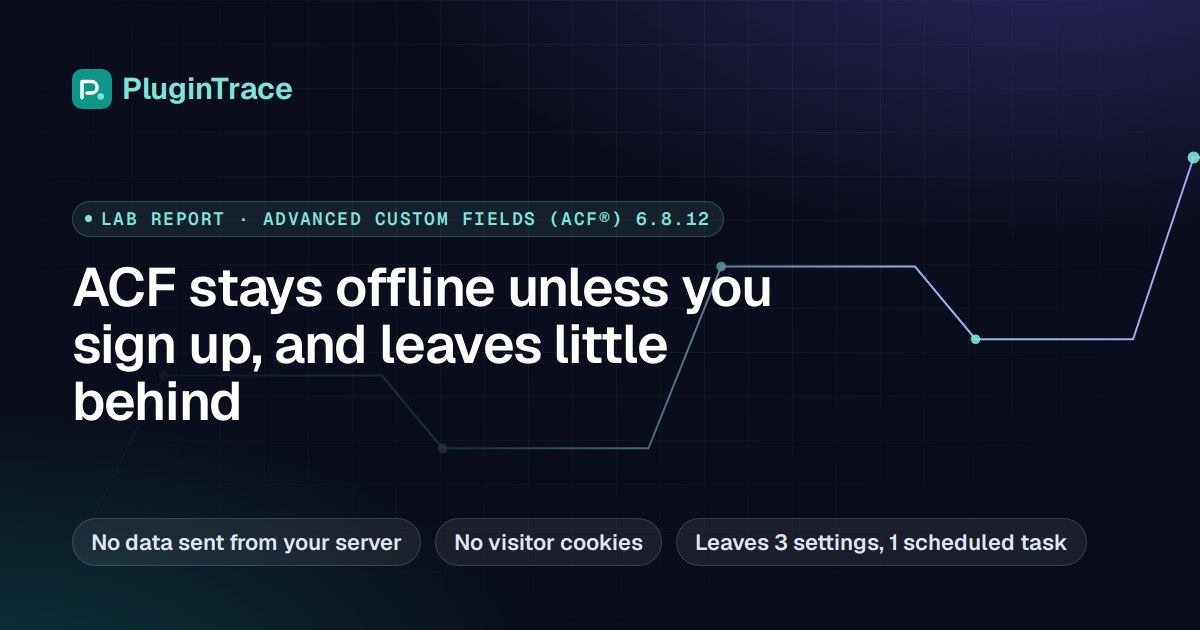 PluginTrace
LAB REPORT · ADVANCED CUSTOM FIELDS (ACF®) 6.8.12
ACF stays offline unless you
sign up, and leaves little
behind
No data sent from your server
No visitor cookies
Leaves 3 settings, 1 scheduled task